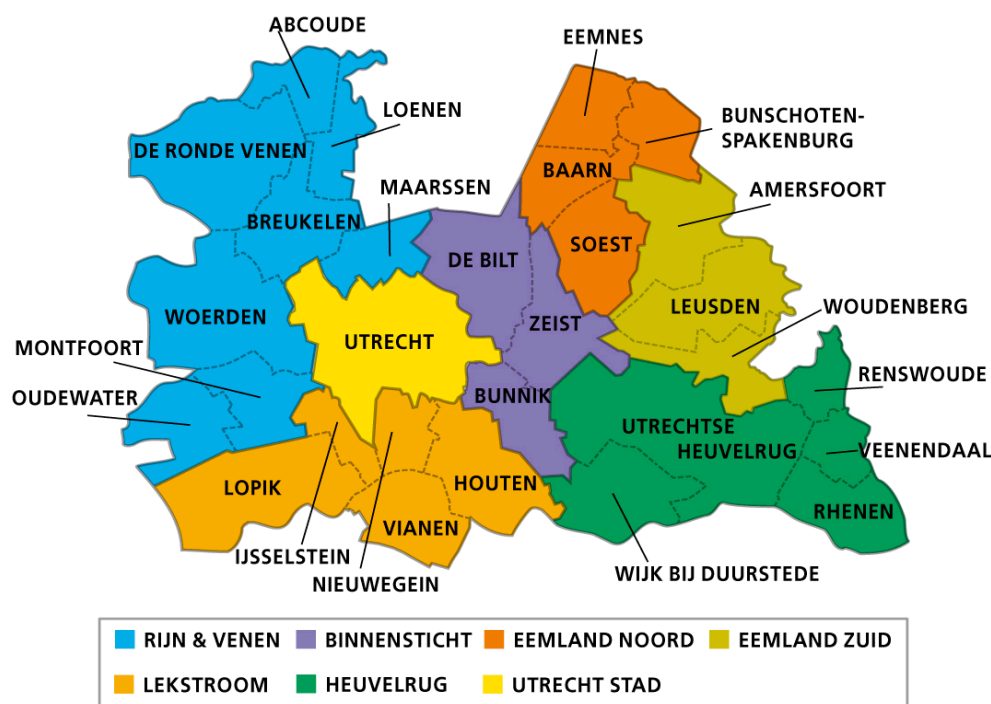 ABCOUDE
EEMNES
LOENEN
BUNSCHOTEN-
SPAKENBURG
DE RONDE VENEN
BAARN
MAARSSEN
AMERSFOORT
BREUKELEN
SOEST
DE BILT
LEUSDEN
WOUDENBERG
WOERDEN
ZEIST
UTRECHT
MONTFOORT
RENSWOUDE
OUDEWATER
BUNNIK
UTRECHTSE
HEUVELRUG
VEENENDAAL
LOPIK
HOUTEN
RHENEN
VIANEN
IJSSELSTEIN
NIEUWEGEIN
WIJK BIJ DUURSTEDE
RIJN & VENEN
BINNENSTICHT
EEMLAND NOORD
EEMLAND ZUID
LEKSTROOM
HEUVELRUG
UTRECHT STAD